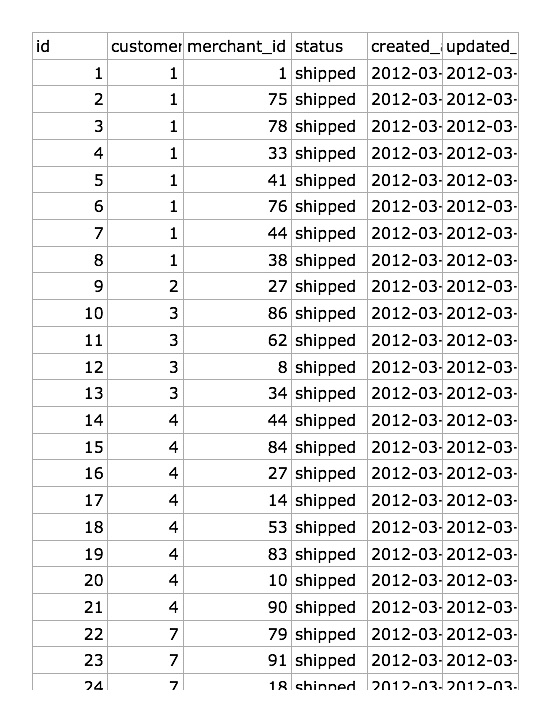 id customer merchant_id status created_ updated_
1 1 1 shipped 2012-03- 2012-03-
2 1 75 shipped 2012-03- 2012-03-
3 1 78 shipped 2012-03- 2012-03-
4 1 33 shipped 2012-03- 2012-03-
5 1 41 shipped 2012-03- 2012-03-
6 1 76 shipped 2012-03- 2012-03-
7 1 44 shipped 2012-03- 2012-03-
8 1 38 shipped 2012-03- 2012-03-
9 2 27 shipped 2012-03- 2012-03-
10 3 86 shipped 2012-03- 2012-03-
11 3 62 shipped 2012-03- 2012-03-
12 3 8 shipped 2012-03- 2012-03-
13 3 34 shipped 2012-03- 2012-03-
14 4 44 shipped 2012-03- 2012-03-
15 4 84 shipped 2012-03- 2012-03-
16 4 27 shipped 2012-03- 2012-03-
17 4 14 shipped 2012-03- 2012-03-
18 4 53 shipped 2012-03- 2012-03-
19 4 83 shipped 2012-03- 2012-03-
20 4 10 shipped 2012-03- 2012-03-
21 4 90 shipped 2012-03- 2012-03-
22 7 79 shipped 2012-03- 2012-03-
23 7 91 shipped 2012-03- 2012-03-
24 7 18 shipped 2012-03- 2012-03-